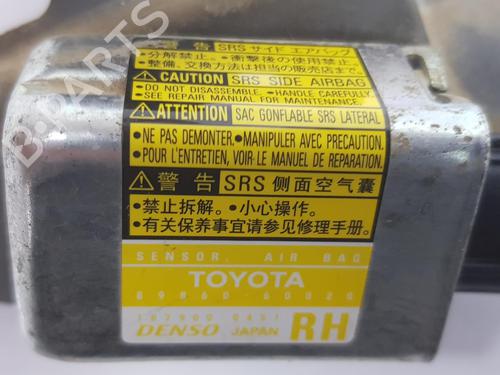 警告 SRSサイド エアバッグ
•分解禁止。•衝撃後の使用禁止。
•整備、交換方法は担当の販売店まで。
CAUTION SRS SIDE AIRBAG
•DO NOT DISASSEMBLE. •HANDLE CAREFULLY.
•SEE REPAIR MANUAL FOR MAINTENANCE.
ATTENTION SAC GONFLABLE SRS LATERAL
•NE PAS DEMONTER. •MANIPULER AVEC PRECAUTION.
•POUR L'ENTRETIEN, VOIR LE MANUEL DE REPARATION.
警告 SRS 侧面空气囊
•禁止拆解。 •小心操作。
•有关保养事宜请参见修理手册。
SENSOR, AIR BAG
TOYOTA
89860-60020
DENSO JAPAN RH
B-PARTS